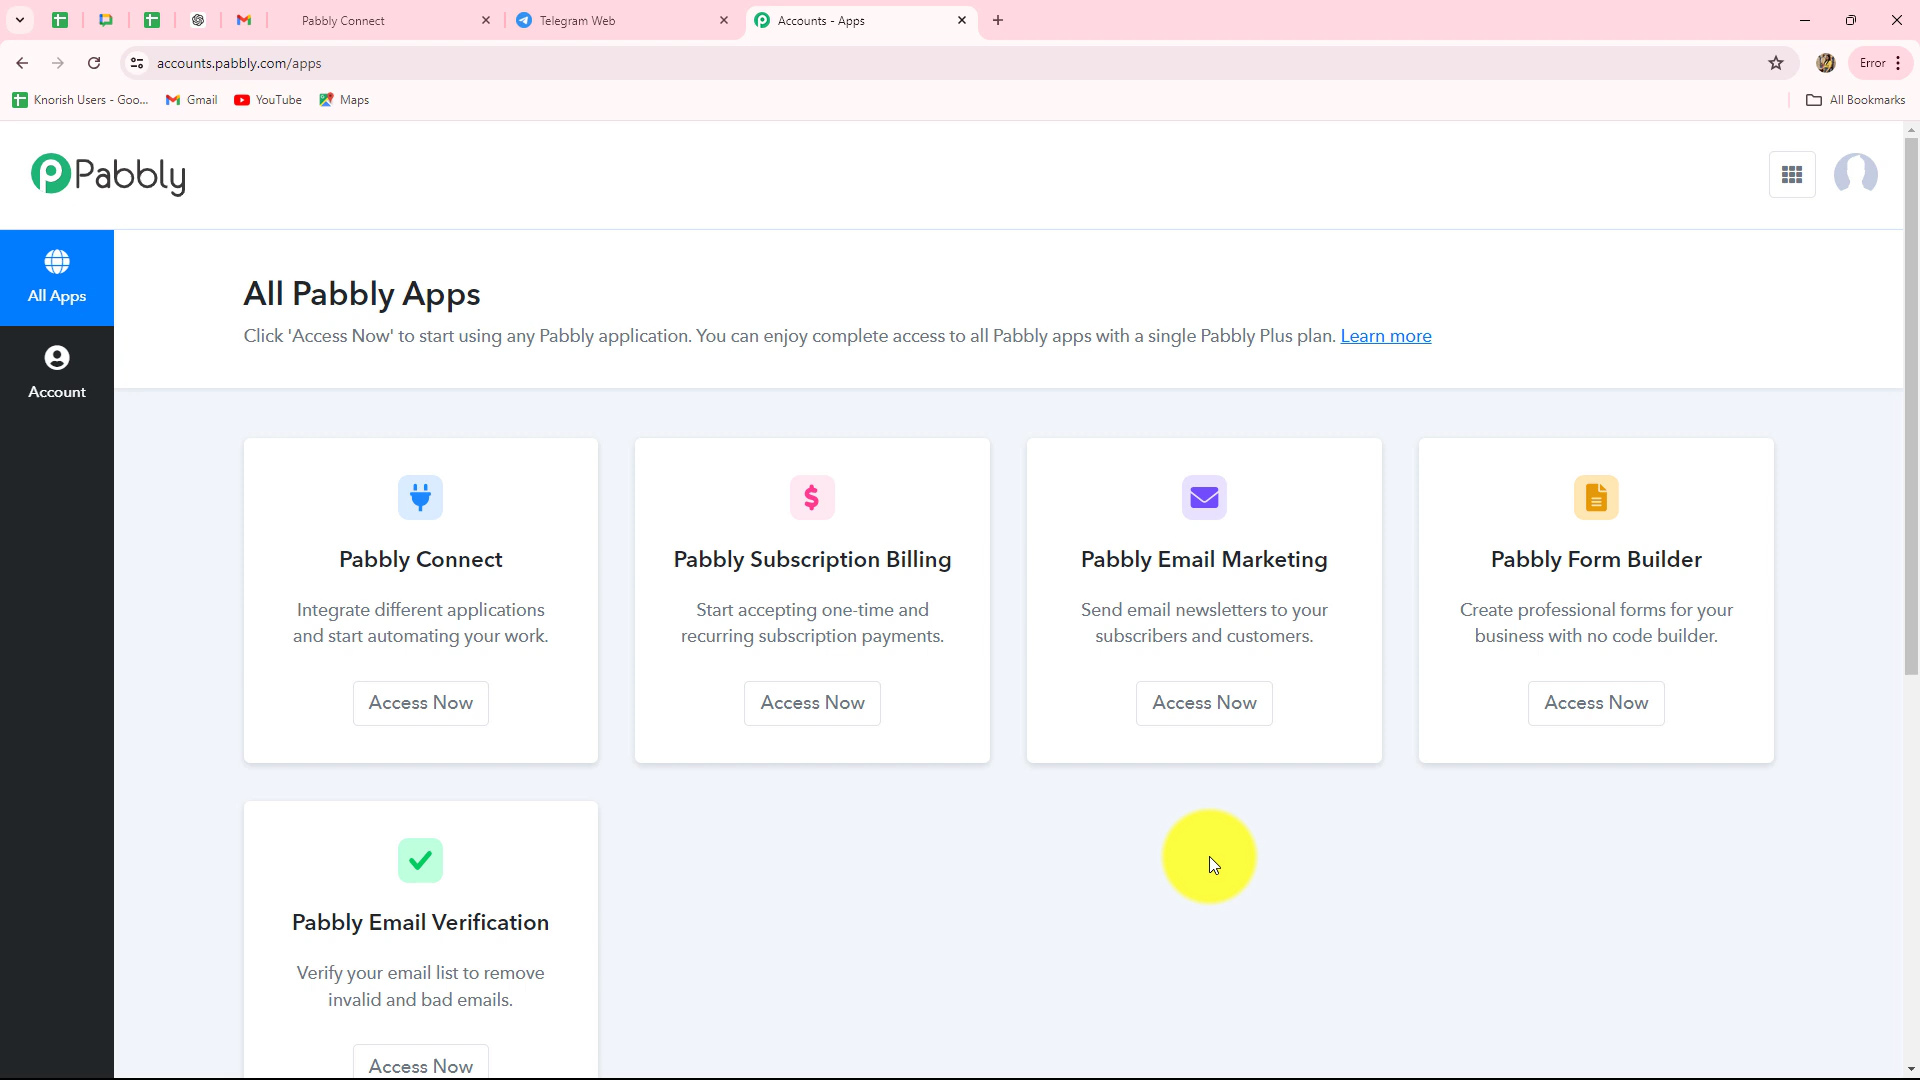 Pabbly Connect
Telegram Web
Accounts - Apps
accounts.pabbly.com/apps
Error
Knorish Users - Goo...
Gmail
YouTube
Maps
All Bookmarks
Pabbly
All Apps
Account
All Pabbly Apps
Click 'Access Now' to start using any Pabbly application. You can enjoy complete access to all Pabbly apps with a single Pabbly Plus plan. Learn more
Pabbly Connect
Integrate different applications
and start automating your work.
Access Now
Pabbly Subscription Billing
Start accepting one-time and
recurring subscription payments.
Access Now
Pabbly Email Marketing
Send email newsletters to your
subscribers and customers.
Access Now
Pabbly Form Builder
Create professional forms for your
business with no code builder.
Access Now
Pabbly Email Verification
Verify your email list to remove
invalid and bad emails.
Access Now